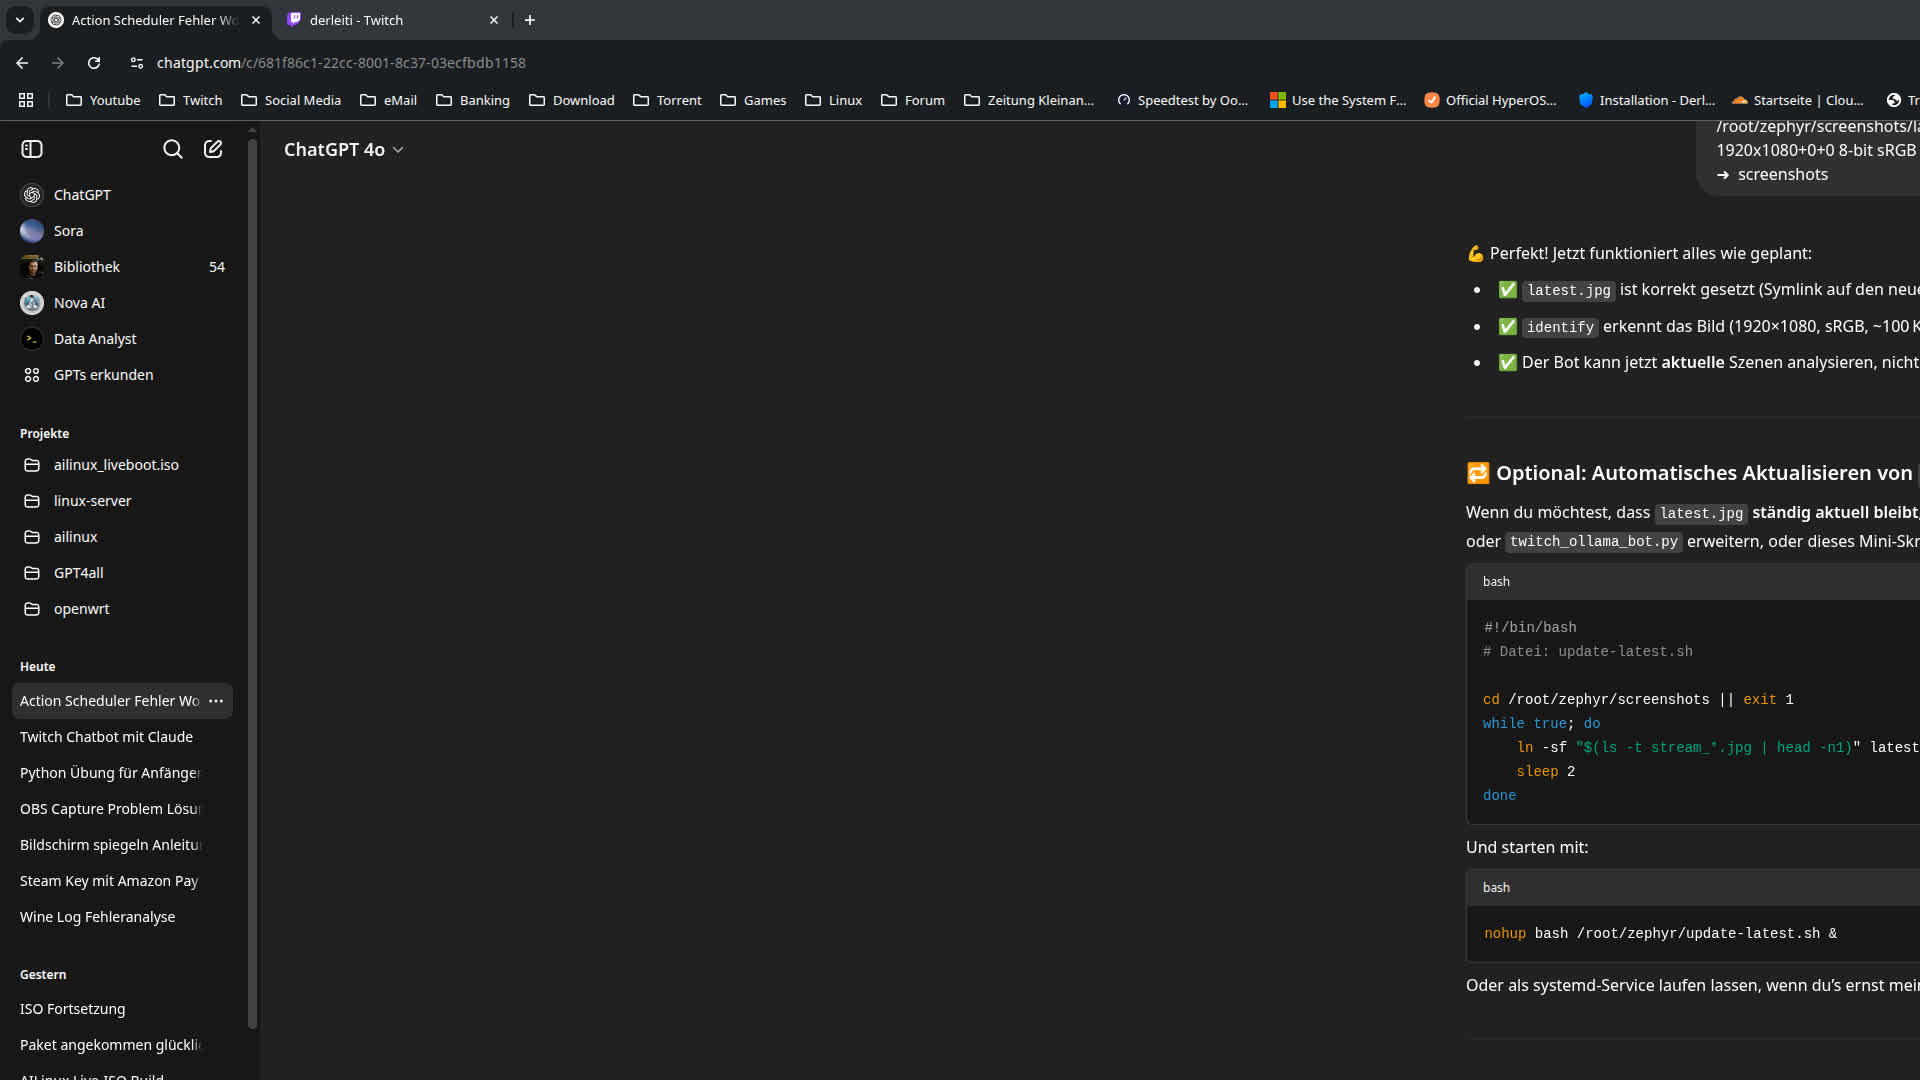 Action Scheduler Fehler Wo
derleiti - Twitch
chatgpt.com/c/681f86c1-22cc-8001-8c37-03ecfbdb1158
Youtube
Twitch
Social Media
eMail
Banking
Download
Torrent
Games
Linux
Forum
Zeitung Kleinan...
Speedtest by Oo...
Use the System F...
Official HyperOS...
Installation - Derl...
Startseite | Clou...
Tr
ChatGPT
Sora
Bibliothek 54
Nova AI
Data Analyst
GPTs erkunden
Projekte
ailinux_liveboot.iso
linux-server
ailinux
GPT4all
openwrt
Heute
Action Scheduler Fehler Wo
Twitch Chatbot mit Claude
Python Übung für Anfänger
OBS Capture Problem Lösu
Bildschirm spiegeln Anleitu
Steam Key mit Amazon Pay
Wine Log Fehleranalyse
Gestern
ISO Fortsetzung
Paket angekommen glückli
AILinux Live ISO Build
ChatGPT 4o
/root/zephyr/screenshots/la
1920x1080+0+0 8-bit sRGB
→ screenshots
💪 Perfekt! Jetzt funktioniert alles wie geplant:
• ✅ latest.jpg ist korrekt gesetzt (Symlink auf den neue
• ✅ identify erkennt das Bild (1920×1080, sRGB, ~100 K
• ✅ Der Bot kann jetzt aktuelle Szenen analysieren, nicht
🔁 Optional: Automatisches Aktualisieren von
Wenn du möchtest, dass latest.jpg ständig aktuell bleibt,
oder twitch_ollama_bot.py erweitern, oder dieses Mini-Skr
bash
#!/bin/bash
# Datei: update-latest.sh
cd /root/zephyr/screenshots || exit 1
while true; do
ln -sf "$(ls -t stream_*.jpg | head -n1)" latest
sleep 2
done
Und starten mit:
bash
nohup bash /root/zephyr/update-latest.sh &
Oder als systemd-Service laufen lassen, wenn du's ernst mei